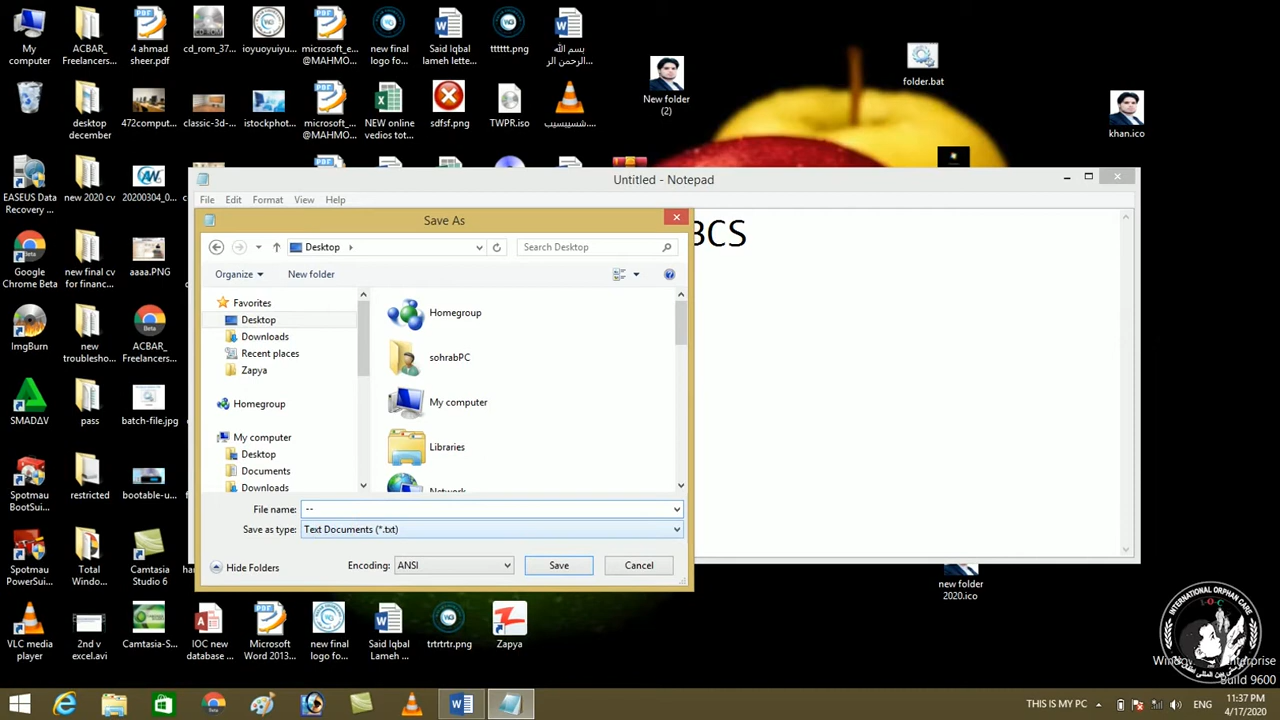 My computer
ACBAR_Freelancers...
4 ahmad sheer.pdf
cd_rom_37...
ioyuoyuiyu...
microsoft_e... @MAHMO...
new final logo fo...
Said Iqbal lameh lette...
tttttt.png
بسم الله الرحمن الر...
New folder (2)
folder.bat
khan.ico
desktop december
472comput...
classic-3d-...
istockphot...
microsoft_... @MAHMO...
NEW online vedios tot...
sdfsf.png
TWPR.iso
شسيبسيب...
EASEUS Data Recovery ...
new 2020 cv
20200304_0...
Google Chrome Beta
new final cv for financ...
aaaa.PNG
ImgBurn
new troublesho...
ACBAR_Freelancers...
SMADAV
pass
batch-file.jpg
Spotmau BootSui...
restricted
bootable-u...
Spotmau PowerSui...
Total Windo...
Camtasia Studio 6
VLC media player
2nd v excel.avi
Camtasia-S...
IOC new database ...
Microsoft Word 2013...
new final logo fo...
Said Iqbal Lameh ...
trtrtrtr.png
Zapya
new folder 2020.ico
Untitled - Notepad
File Edit Format View Help
BCS
Save As
Desktop
Search Desktop
Organize
New folder
Favorites
Desktop
Downloads
Recent places
Zapya
Homegroup
My computer
Desktop
Documents
Downloads
Homegroup
sohrabPC
My computer
Libraries
Network
File name: --
Save as type: Text Documents (*.txt)
Hide Folders
Encoding: ANSI
Save
Cancel
INTERNATIONAL ORPHAN CARE
I.O.C
Build 9600
THIS IS MY PC
ENG
11:37 PM
4/17/2020